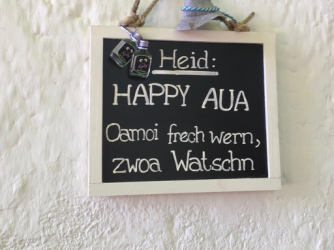 Heid:
HAPPY AUA
Oamoi frech wern,
zwoa Watschn